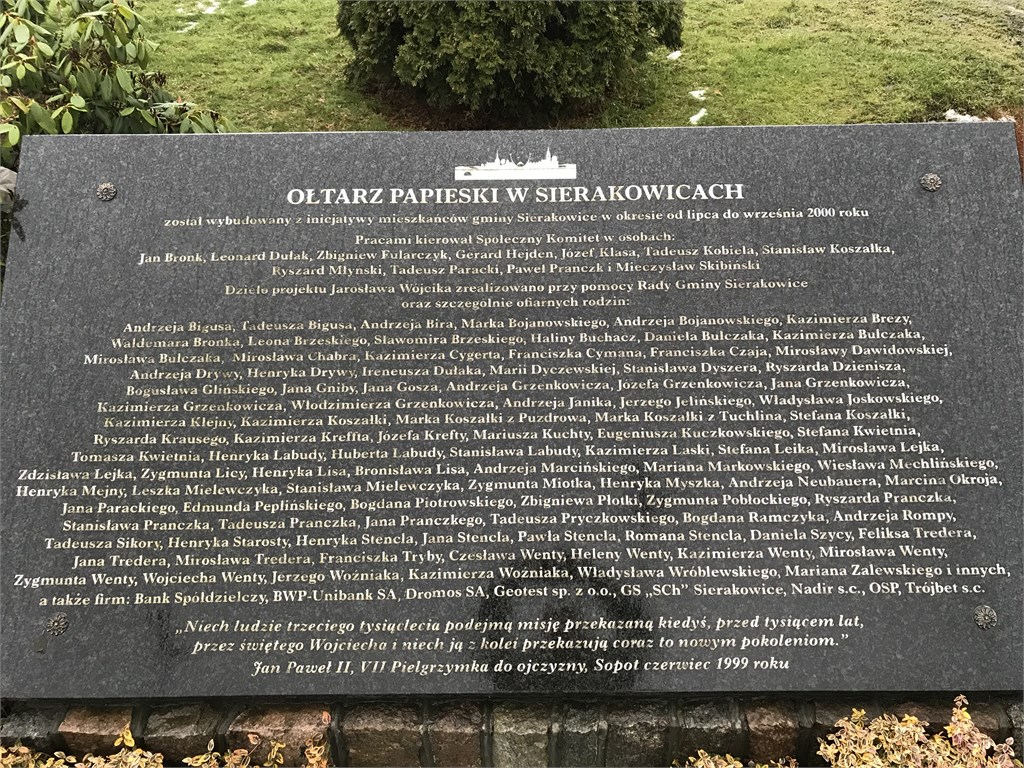 OŁTARZ PAPIESKI W SIERAKOWICACH
został wybudowany z inicjatywy mieszkańców gminy Sierakowice w okresie od lipca do września 2000 roku
Pracami kierował Społeczny Komitet w osobach:
Jan Bronk, Leonard Dułak, Zbigniew Fularczyk, Gerard Hejden, Józef Klasa, Tadeusz Kobiela, Stanisław Koszałka,
Ryszard Młyński, Tadeusz Paracki, Paweł Pranczk i Mieczysław Skibiński
Dzieło projektu Jarosława Wójcika zrealizowano przy pomocy Rady Gminy Sierakowice
oraz szczególnie ofiarnych rodzin:
Andrzeja Bigusa, Tadeusza Bigusa, Andrzeja Bira, Marka Bojanowskiego, Andrzeja Bojanowskiego, Kazimierza Brezy,
Waldemara Bronka, Leona Brzeskiego, Sławomira Brzeskiego, Haliny Buchacz, Daniela Bulczaka, Kazimierza Bulczaka,
Mirosława Bulczaka, Mirosława Chabra, Kazimierza Cygerta, Franciszka Cymana, Franciszka Czaja, Mirosławy Dawidowskiej,
Andrzeja Drywy, Henryka Drywy, Ireneusza Dułaka, Marii Dyczewskiej, Stanisława Dyszera, Ryszarda Dzienisza,
Bogusława Glińskiego, Jana Gniby, Jana Gosza, Andrzeja Grzenkowicza, Józefa Grzenkowicza, Jana Grzenkowicza,
Kazimierza Grzenkowicza, Włodzimierza Grzenkowicza, Andrzeja Janika, Jerzego Jelińskiego, Władysława Joskowskiego,
Kazimierza Klejny, Kazimierza Koszałki, Marka Koszałki z Puzdrowa, Marka Koszałki z Tuchlina, Stefana Koszałki,
Ryszarda Krausego, Kazimierza Kreffta, Józefa Krefty, Mariusza Kuchty, Eugeniusza Kuczkowskiego, Stefana Kwietnia,
Tomasza Kwietnia, Henryka Labudy, Huberta Labudy, Stanisława Labudy, Kazimierza Laski, Stefana Leika, Mirosława Lejka,
Zdzisława Lejka, Zygmunta Licy, Henryka Lisa, Bronisława Lisa, Andrzeja Marcińskiego, Mariana Markowskiego, Wiesława Mechlińskiego,
Henryka Mejny, Leszka Mielewczyka, Stanisława Mielewczyka, Zygmunta Miotka, Henryka Myszka, Andrzeja Neubauera, Marcina Okroja,
Jana Parackiego, Edmunda Peplińskiego, Bogdana Piotrowskiego, Zbigniewa Płotki, Zygmunta Pobłockiego, Ryszarda Pranczka,
Stanisława Pranczka, Tadeusza Pranczka, Jana Pranczkego, Tadeusza Pryczkowskiego, Bogdana Ramczyka, Andrzeja Rompy,
Tadeusza Sikory, Henryka Starosty, Henryka Stencla, Jana Stencla, Pawła Stencla, Romana Stencla, Daniela Szycy, Feliksa Tredera,
Jana Tredera, Mirosława Tredera, Franciszka Tryby, Czesława Wenty, Heleny Wenty, Kazimierza Wenty, Mirosława Wenty,
Zygmunta Wenty, Wojciecha Wenty, Jerzego Woźniaka, Kazimierza Woźniaka, Władysława Wróblewskiego, Mariana Zalewskiego i innych,
a także firm: Bank Spółdzielczy, BWP-Unibank SA, Dromos SA, Geotest sp. z o.o., GS „SCh” Sierakowice, Nadir s.c., OSP, Trójbet s.c.
„Niech ludzie trzeciego tysiąclecia podejmą misję przekazaną kiedyś, przed tysiącem lat,
przez świętego Wojciecha i niech ją z kolei przekazują coraz to nowym pokoleniom.”
Jan Paweł II, VII Pielgrzymka do ojczyzny, Sopot czerwiec 1999 roku